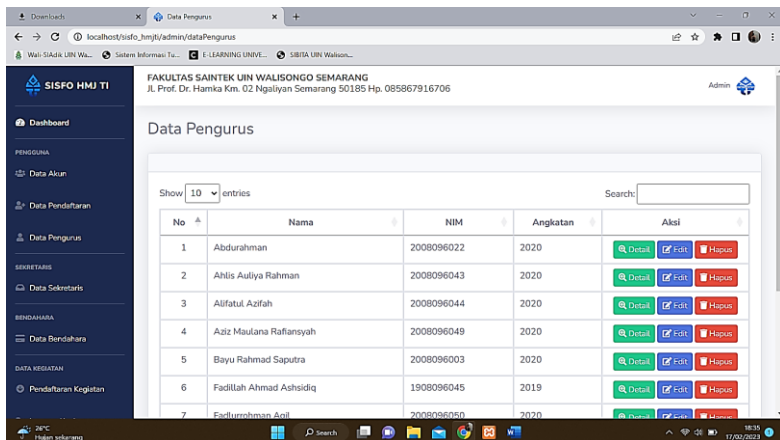 Downloads
Data Pengurus
localhost/sisfo_hmjti/admin/dataPengurus
Wali-SIAdik UIN Wa...
Sistem Informasi Tu...
E-LEARNING UNIVE...
SIBITA UIN Walison...
SISFO HMJ TI
FAKULTAS SAINTEK UIN WALISONGO SEMARANG
Jl. Prof. Dr. Hamka Km. 02 Ngaliyan Semarang 50185 Hp. 085867916706
Admin
Dashboard
PENGGUNA
Data Akun
Data Pendaftaran
Data Pengurus
SEKRETARIS
Data Sekretaris
BENDAHARA
Data Bendahara
DATA KEGIATAN
Pendaftaran Kegiatan
Data Pengurus
Show 10 entries
Search:
No Nama NIM Angkatan Aksi
1 Abdurahman 2008096022 2020 Detail Edit Hapus
2 Ahlis Auliya Rahman 2008096043 2020 Detail Edit Hapus
3 Alifatul Azifah 2008096044 2020 Detail Edit Hapus
4 Aziz Maulana Rafiansyah 2008096049 2020 Detail Edit Hapus
5 Bayu Rahmad Saputra 2008096003 2020 Detail Edit Hapus
6 Fadillah Ahmad Ashsidiq 1908096045 2019 Detail Edit Hapus
7 Fadlurrohman Aqil 2008096050 2020 Detail Edit Hapus
26°C
Hujan sekarang
Search
18:35
17/02/2023